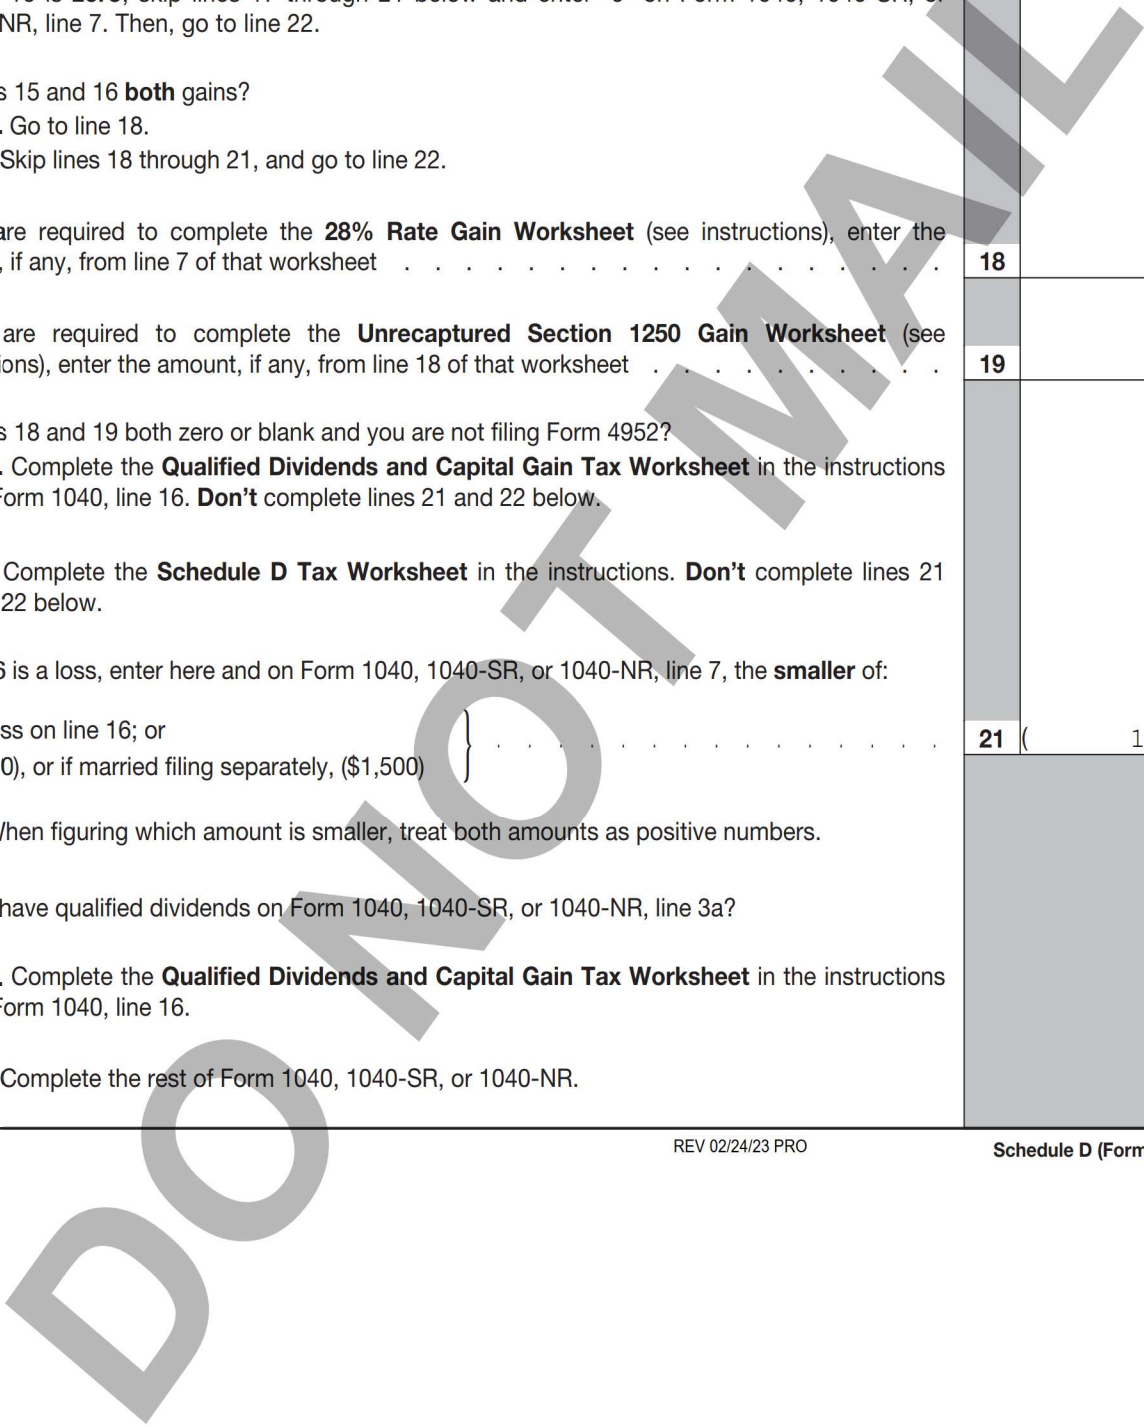 NR, line 7. Then, go to line 22.
s 15 and 16 both gains?
. Go to line 18.
Skip lines 18 through 21, and go to line 22.
are required to complete the 28% Rate Gain Worksheet (see instructions), enter the
, if any, from line 7 of that worksheet . . . . . . . . . . . . . . . . . . 18
are required to complete the Unrecaptured Section 1250 Gain Worksheet (see
ions), enter the amount, if any, from line 18 of that worksheet . . . . . . . . . . 19
s 18 and 19 both zero or blank and you are not filing Form 4952?
. Complete the Qualified Dividends and Capital Gain Tax Worksheet in the instructions
Form 1040, line 16. Don't complete lines 21 and 22 below.
Complete the Schedule D Tax Worksheet in the instructions. Don't complete lines 21
22 below.
6 is a loss, enter here and on Form 1040, 1040-SR, or 1040-NR, line 7, the smaller of:
ss on line 16; or
0), or if married filing separately, ($1,500) } . . . . . . . . . . . . . . . 21 ( 1
When figuring which amount is smaller, treat both amounts as positive numbers.
have qualified dividends on Form 1040, 1040-SR, or 1040-NR, line 3a?
. Complete the Qualified Dividends and Capital Gain Tax Worksheet in the instructions
Form 1040, line 16.
Complete the rest of Form 1040, 1040-SR, or 1040-NR.
REV 02/24/23 PRO Schedule D (Form
DO NOT MAIL